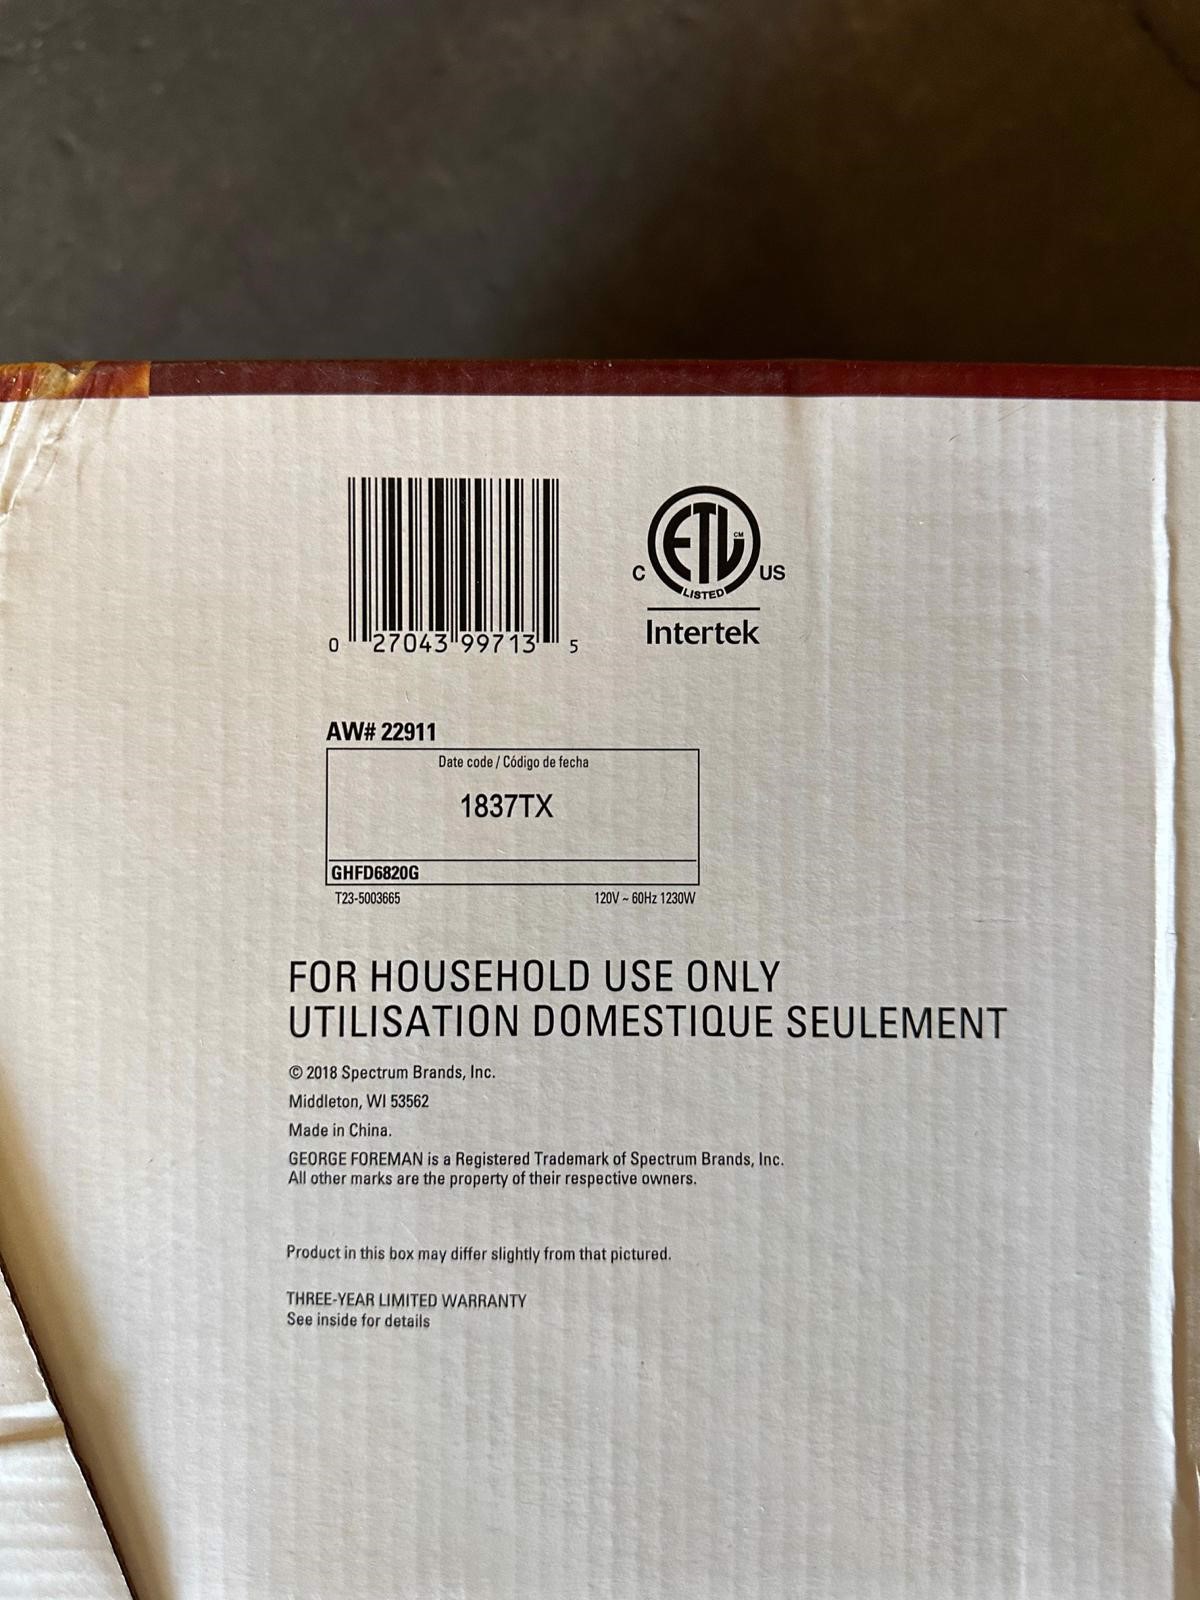 0 27043 99713 5
C ETL CM US
LISTED
Intertek
AW# 22911
Date code / Código de fecha
1837TX
GHFD6820G
T23-5003665 120V ~ 60Hz 1230W
FOR HOUSEHOLD USE ONLY
UTILISATION DOMESTIQUE SEULEMENT
© 2018 Spectrum Brands, Inc.
Middleton, WI 53562
Made in China.
GEORGE FOREMAN is a Registered Trademark of Spectrum Brands, Inc.
All other marks are the property of their respective owners.
Product in this box may differ slightly from that pictured.
THREE-YEAR LIMITED WARRANTY
See inside for details